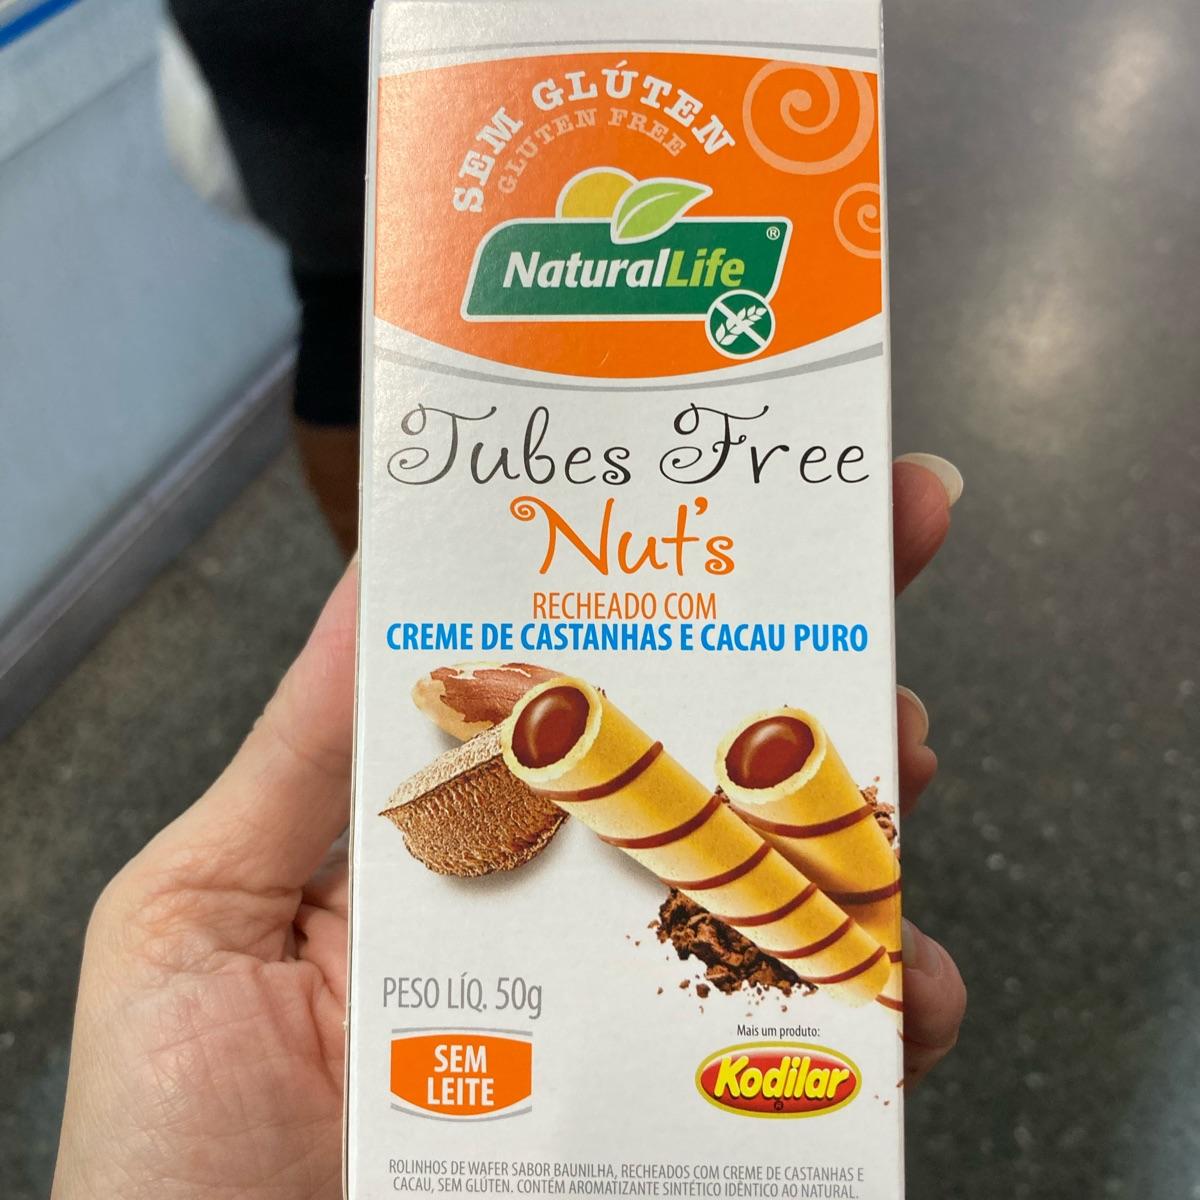 SEM GLÚTEN
GLUTEN FREE
NaturalLife®
Tubes Free
Nut's
RECHEADO COM
CREME DE CASTANHAS E CACAU PURO
PESO LÍQ. 50g
SEM
LEITE
Mais um produto:
Kodilar
ROLINHOS DE WAFER SABOR BAUNILHA, RECHEADOS COM CREME DE CASTANHAS E
CACAU, SEM GLÚTEN. CONTÉM AROMATIZANTE SINTÉTICO IDÊNTICO AO NATURAL.